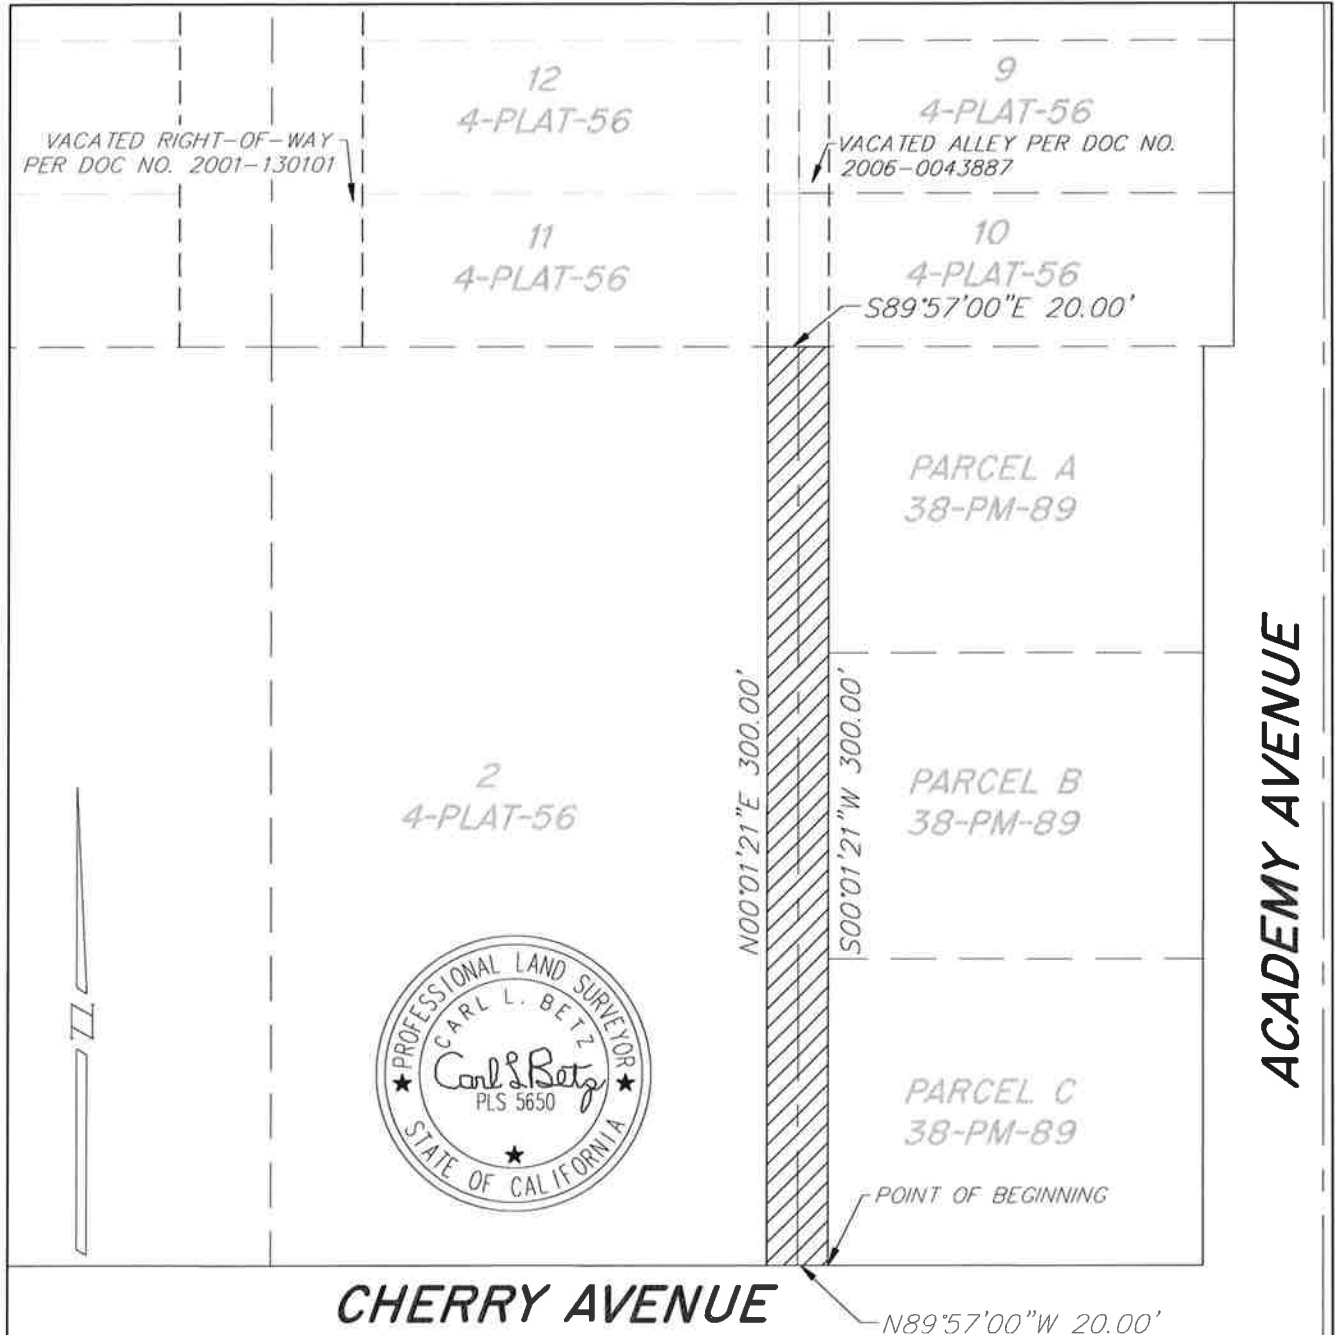 12
4-PLAT-56
9
4-PLAT-56
VACATED RIGHT-OF-WAY
PER DOC NO. 2001-130101
VACATED ALLEY PER DOC NO.
2006-0043887
11
4-PLAT-56
10
4-PLAT-56
S89°57'00"E 20.00'
PARCEL A
38-PM-89
N00°01'21"E 300.00'
S00°01'21"W 300.00'
ACADEMY AVENUE
2
4-PLAT-56
PARCEL B
38-PM-89
N
PROFESSIONAL LAND SURVEYOR
CARL L. BETZ
Carl L Betz
PLS 5650
STATE OF CALIFORNIA
PARCEL C
38-PM-89
POINT OF BEGINNING
CHERRY AVENUE
N89°57'00"W 20.00'